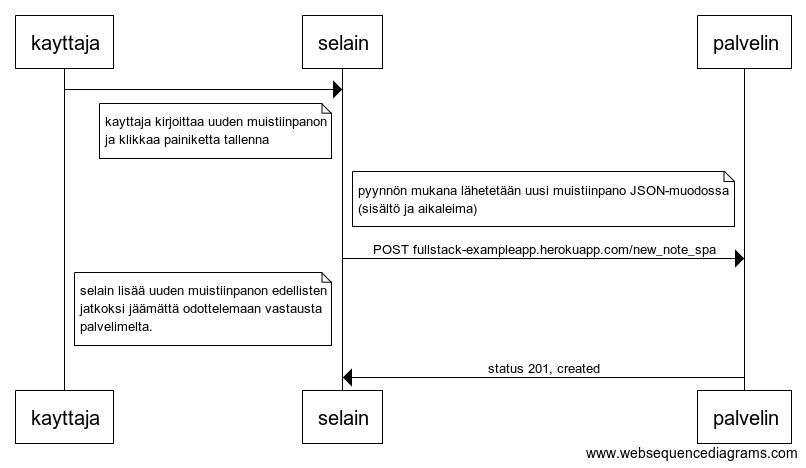 kayttaja
selain
palvelin
kayttaja kirjoittaa uuden muistiinpanon
ja klikkaa painiketta tallenna
pyynnön mukana lähetetään uusi muistiinpano JSON-muodossa
(sisältö ja aikaleima)
POST fullstack-exampleapp.herokuapp.com/new_note_spa
selain lisää uuden muistiinpanon edellisten
jatkoksi jäämättä odottelemaan vastausta
palvelimelta.
status 201, created
kayttaja
selain
palvelin
www.websequencediagrams.com